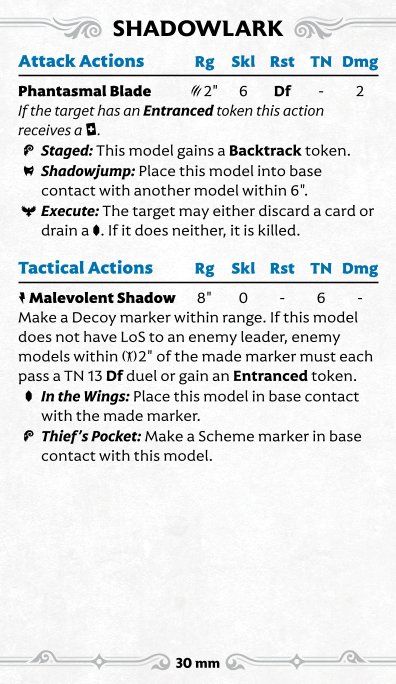 SHADOWLARK
Attack Actions Rg Skl Rst TN Dmg
Phantasmal Blade 2" 6 Df - 2
If the target has an Entranced token this action
receives a .
Staged: This model gains a Backtrack token.
Shadowjump: Place this model into base
contact with another model within 6".
Execute: The target may either discard a card or
drain a . If it does neither, it is killed.
Tactical Actions Rg Skl Rst TN Dmg
Malevolent Shadow 8" 0 - 6 -
Make a Decoy marker within range. If this model
does not have LoS to an enemy leader, enemy
models within 2" of the made marker must each
pass a TN 13 Df duel or gain an Entranced token.
In the Wings: Place this model in base contact
with the made marker.
Thief's Pocket: Make a Scheme marker in base
contact with this model.
30 mm